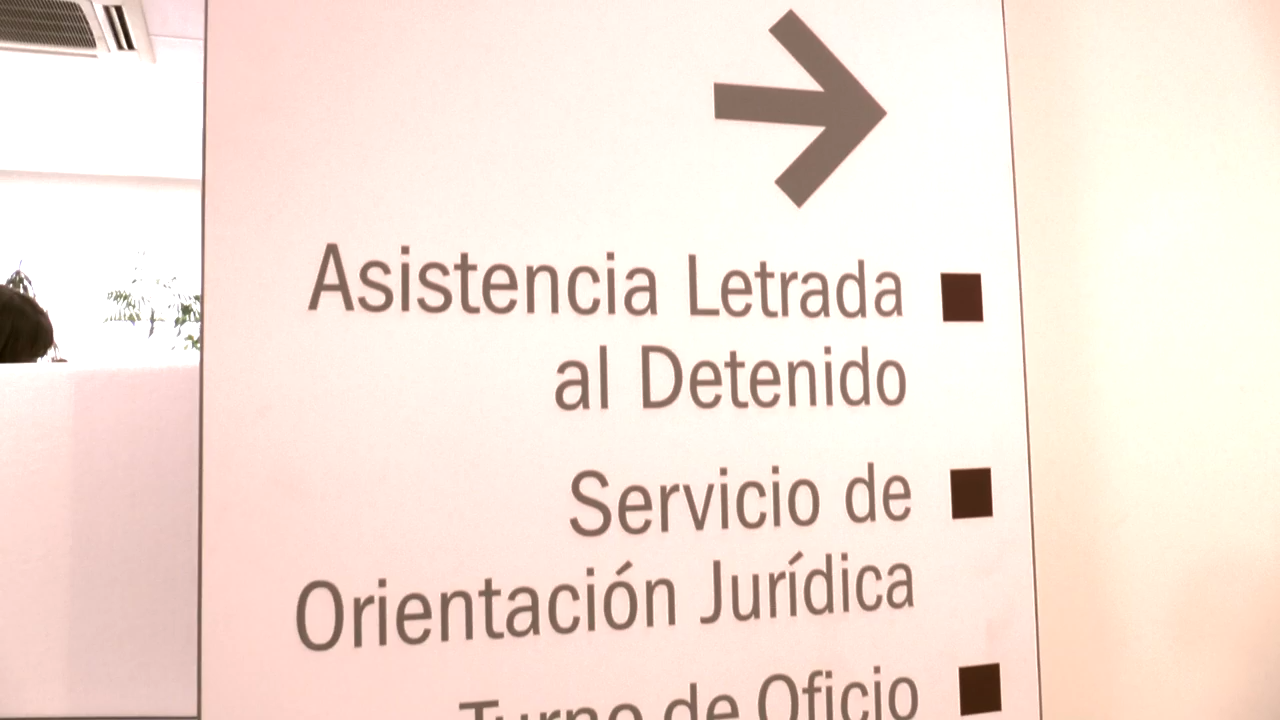 Asistencia Letrada
al Detenido
Servicio de
Orientación Jurídica
Turno de Oficio